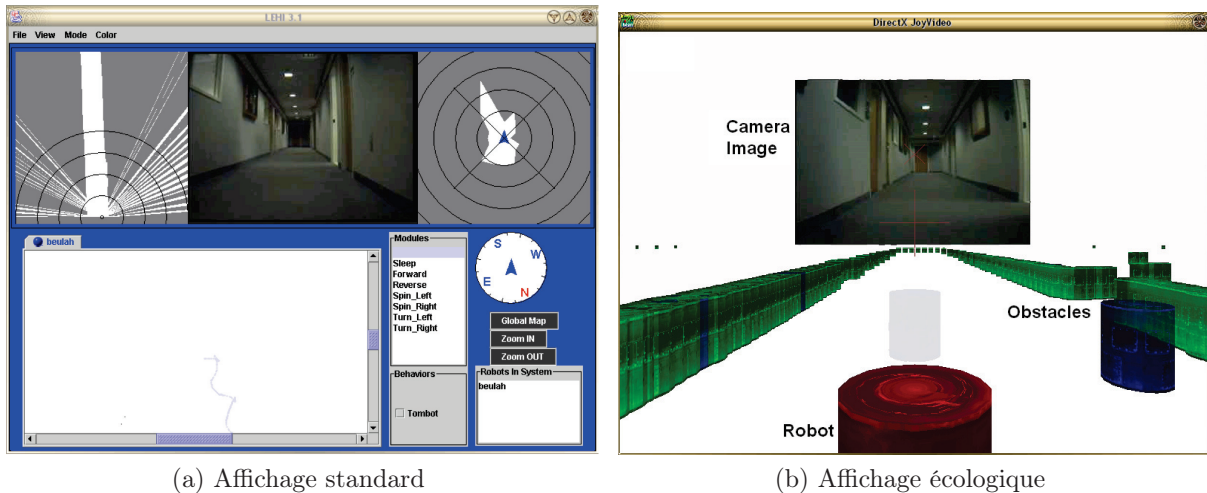 LEHI 3.1
File View Mode Color
beulah
Modules
Sleep
Forward
Reverse
Spin_Left
Spin_Right
Turn_Left
Turn_Right
Behaviors
Tombot
S
W
E
N
Global Map
Zoom IN
Zoom OUT
Robots In System
beulah
(a) Affichage standard
DirectX JoyVideo
Camera
Image
Obstacles
Robot
(b) Affichage écologique